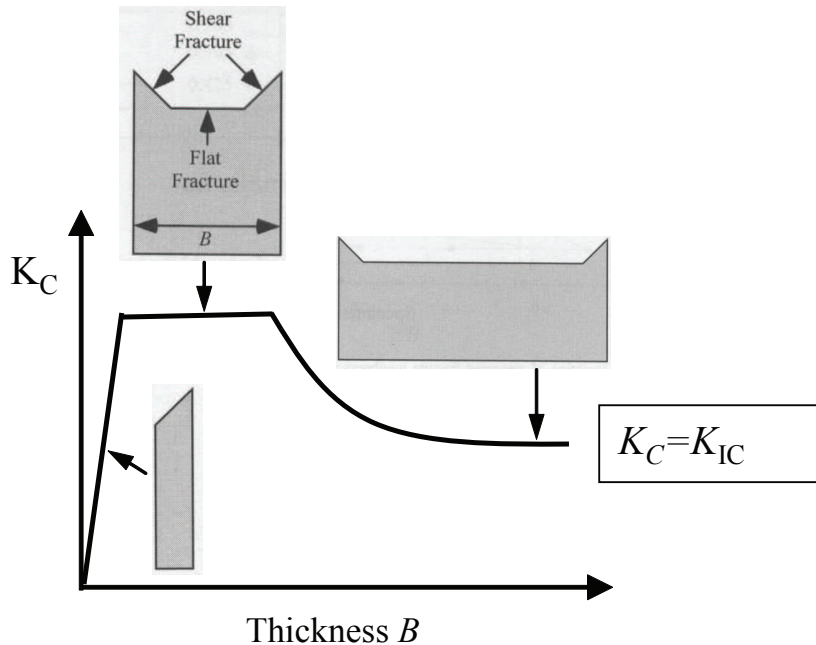 Shear
Fracture
Flat
Fracture
B
K_C
K_C=K_IC
Thickness B